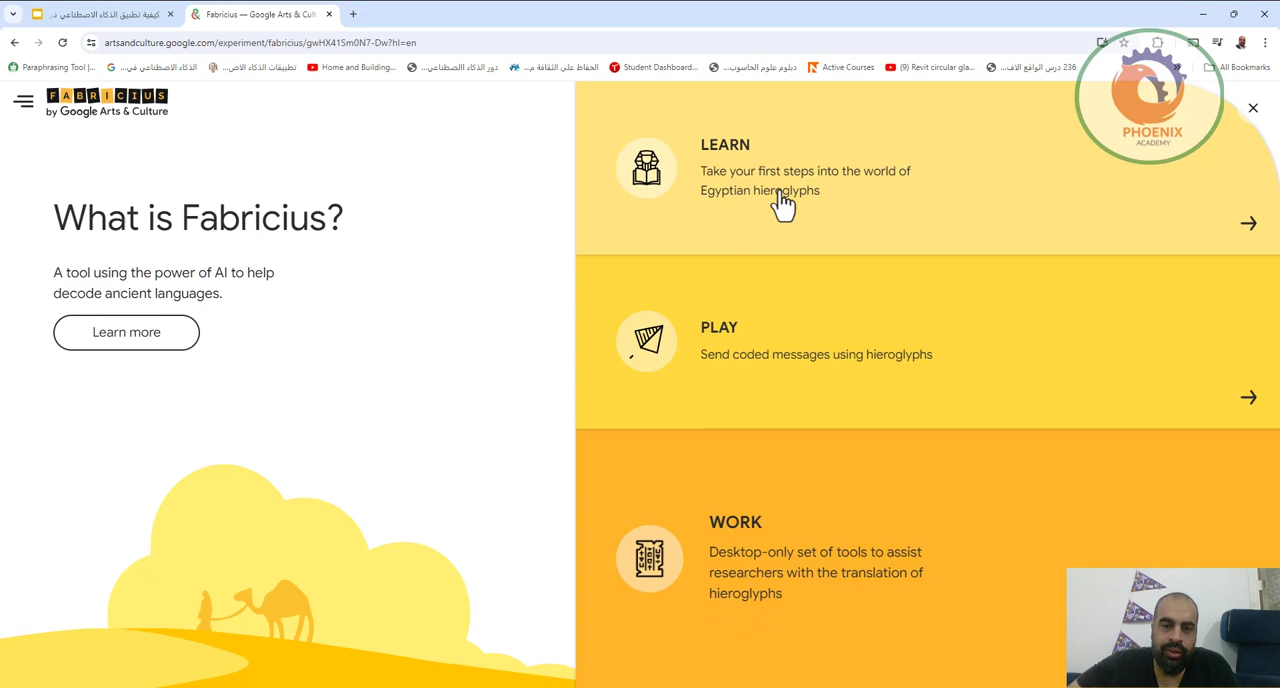 كيفية تطبيق الذكاء الاصطناعي في
Fabricius — Google Arts & Cult
artsandculture.google.com/experiment/fabricius/gwHX41Sm0N7-Dw?hl=en
Paraphrasing Tool |...
الذكاء الاصطناعي في...
تطبيقات الذكاء الاص...
Home and Building...
دور الذكاء الاصطناعي...
الحفاظ على الثقافة م...
Student Dashboard...
دبلوم علوم الحاسوب...
Active Courses
(9) Revit circular gla...
236 درس الواقع الاف...
All Bookmarks
FABRICIUS
by Google Arts & Culture
PHOENIX
ACADEMY
What is Fabricius?
A tool using the power of AI to help
decode ancient languages.
Learn more
LEARN
Take your first steps into the world of
Egyptian hieroglyphs
PLAY
Send coded messages using hieroglyphs
WORK
Desktop-only set of tools to assist
researchers with the translation of
hieroglyphs